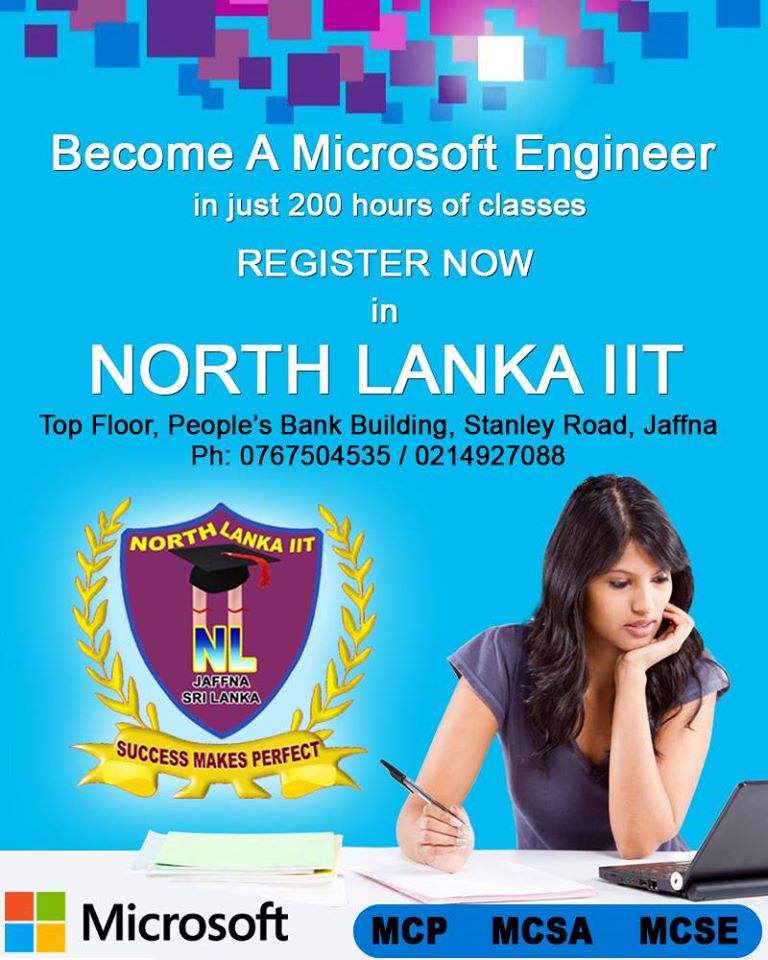 Become A Microsoft Engineer
in just 200 hours of classes
REGISTER NOW
in
NORTH LANKA IIT
Top Floor, People’s Bank Building, Stanley Road, Jaffna
Ph: 0767504535 / 0214927088
NORTH LANKA IIT
NL
JAFFNA
SRI LANKA
SUCCESS MAKES PERFECT
Microsoft
MCP MCSA MCSE